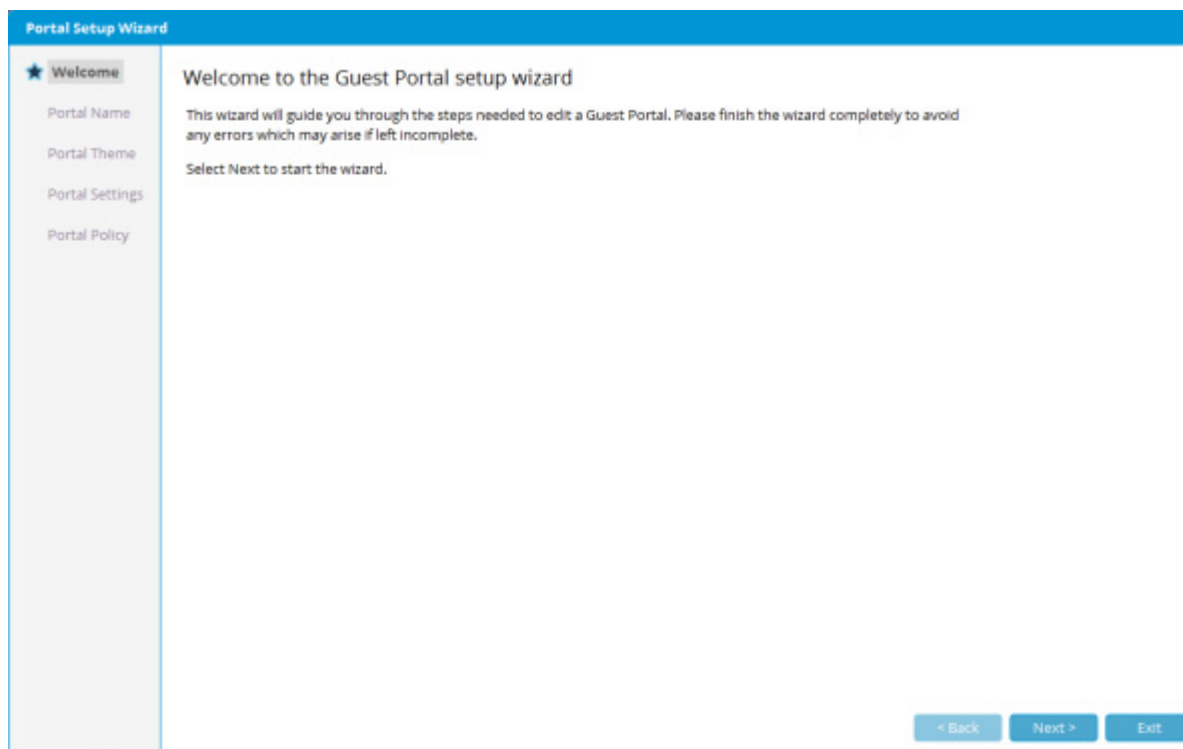 Portal Setup Wizard
Welcome
Portal Name
Portal Theme
Portal Settings
Portal Policy
Welcome to the Guest Portal setup wizard
This wizard will guide you through the steps needed to edit a Guest Portal. Please finish the wizard completely to avoid
any errors which may arise if left incomplete.
Select Next to start the wizard.
< Back
Next >
Exit